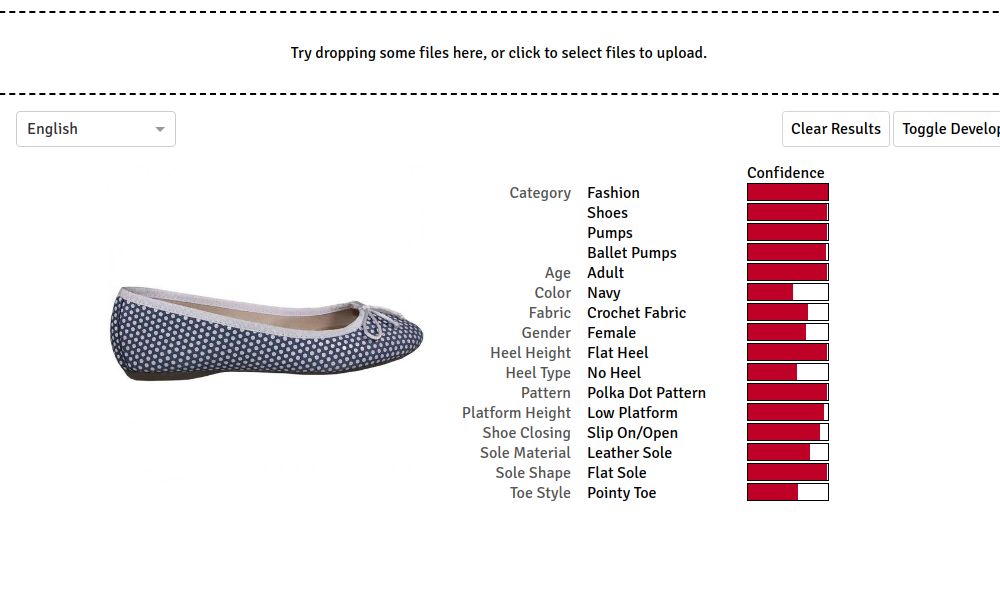 Try dropping some files here, or click to select files to upload.
English
Clear Results
Toggle Develop
Confidence
Category Fashion
Shoes
Pumps
Ballet Pumps
Age Adult
Color Navy
Fabric Crochet Fabric
Gender Female
Heel Height Flat Heel
Heel Type No Heel
Pattern Polka Dot Pattern
Platform Height Low Platform
Shoe Closing Slip On/Open
Sole Material Leather Sole
Sole Shape Flat Sole
Toe Style Pointy Toe